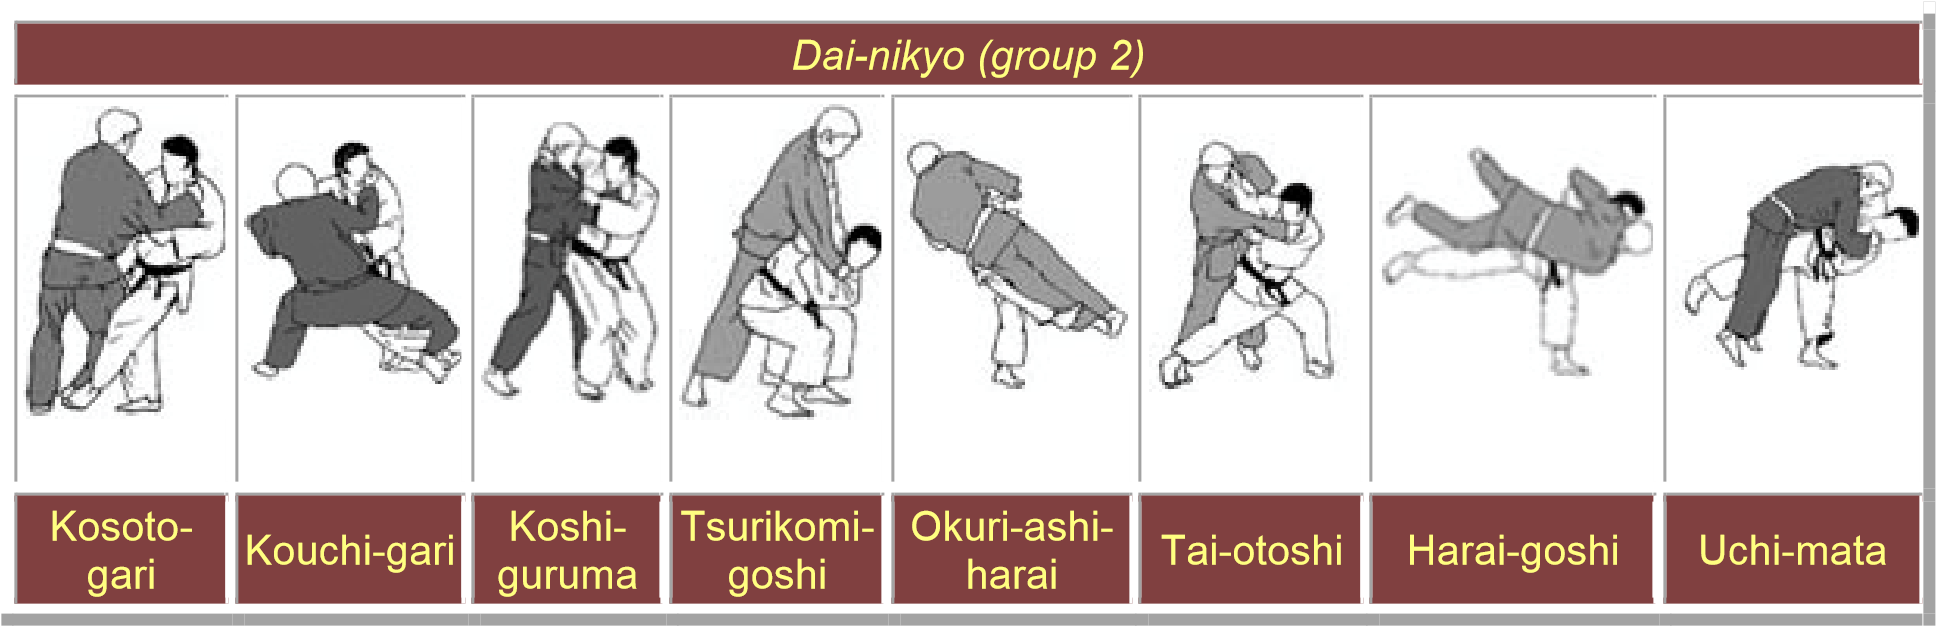 Dai-nikyo (group 2)
Kosoto-
gari
Kouchi-gari
Koshi-
guruma
Tsurikomi-
goshi
Okuri-ashi-
harai
Tai-otoshi
Harai-goshi
Uchi-mata